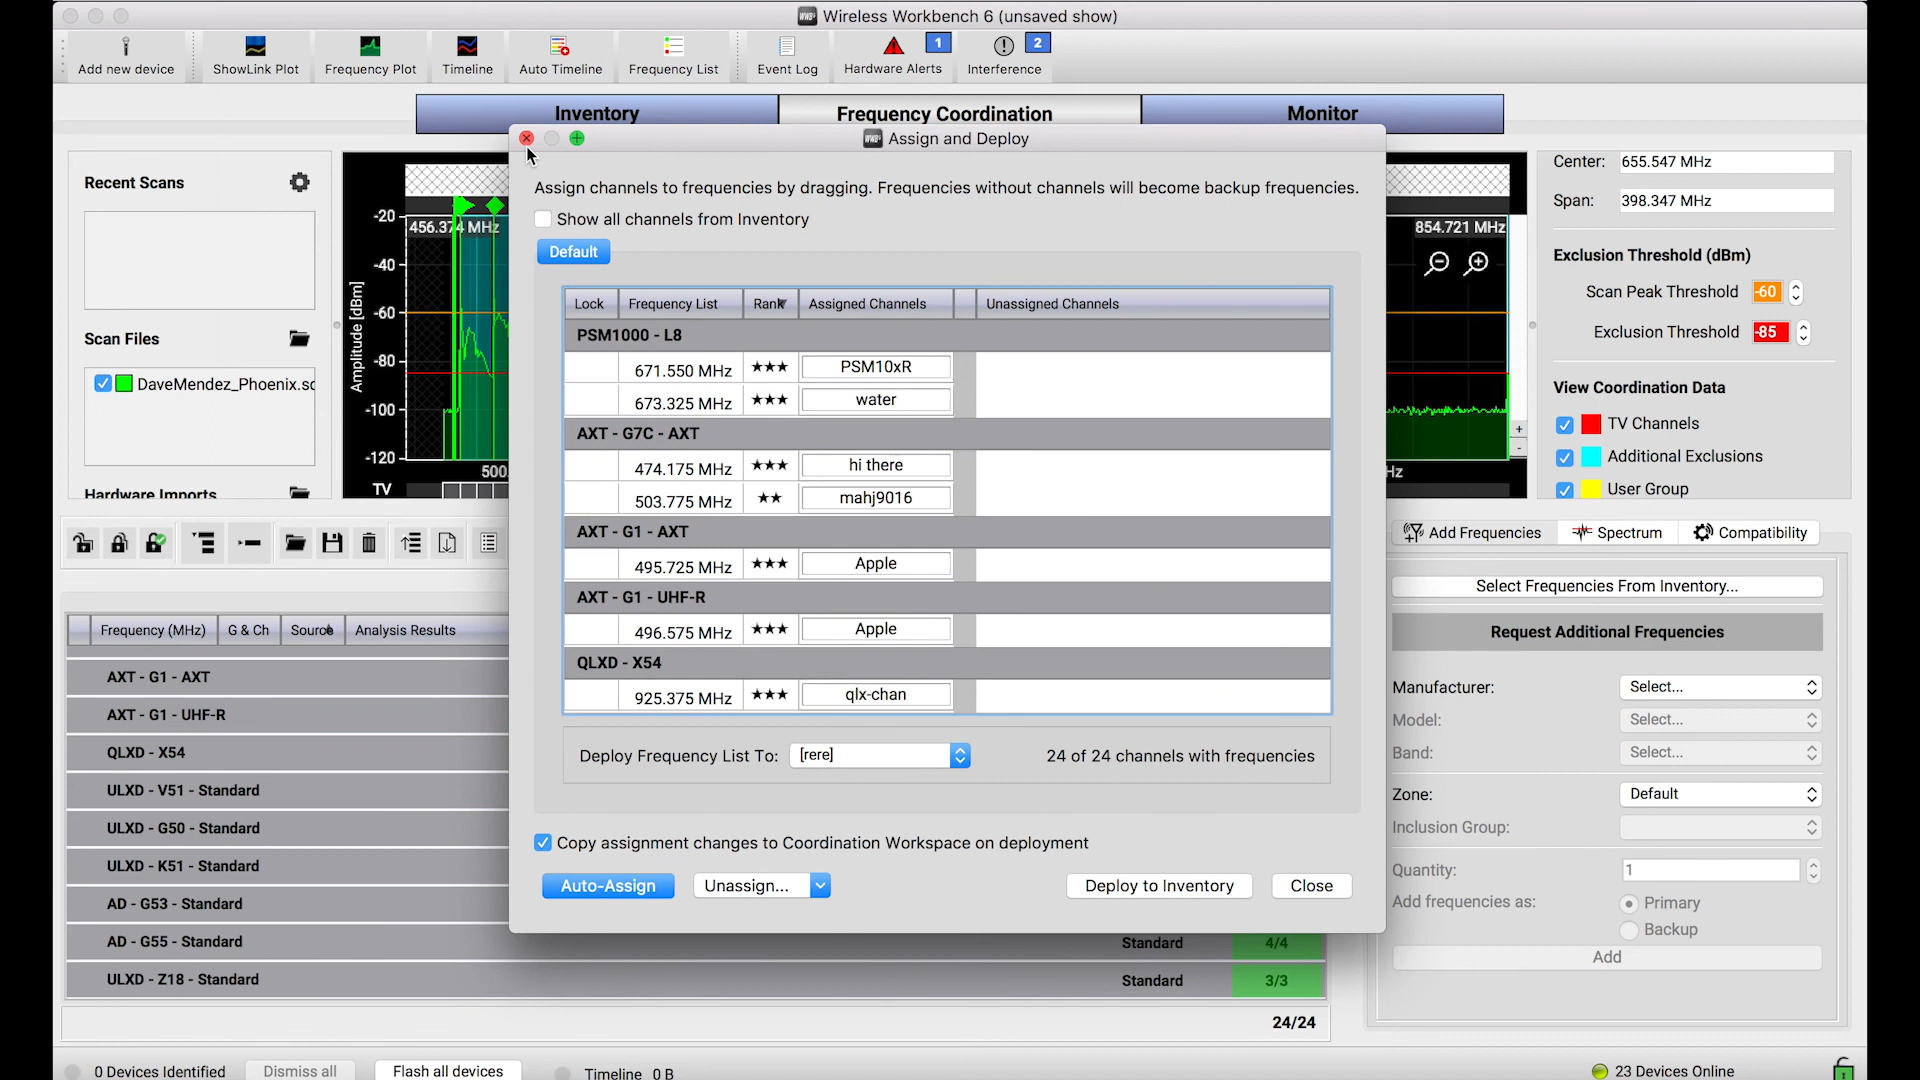 Wireless Workbench 6 (unsaved show)
Add new device
ShowLink Plot
Frequency Plot
Timeline
Auto Timeline
Frequency List
Event Log
1
Hardware Alerts
2
Interference
Inventory
Frequency Coordination
Monitor
Assign and Deploy
Assign channels to frequencies by dragging. Frequencies without channels will become backup frequencies.
Show all channels from Inventory
Default
Lock Frequency List Rank Assigned Channels Unassigned Channels
PSM1000 - L8
671.550 MHz ★★★ PSM10xR
673.325 MHz ★★★ water
AXT - G7C - AXT
474.175 MHz ★★★ hi there
503.775 MHz ★★ mahj9016
AXT - G1 - AXT
495.725 MHz ★★★ Apple
AXT - G1 - UHF-R
496.575 MHz ★★★ Apple
QLXD - X54
925.375 MHz ★★★ qlx-chan
Deploy Frequency List To: [rere] 24 of 24 channels with frequencies
Copy assignment changes to Coordination Workspace on deployment
Auto-Assign
Unassign...
Deploy to Inventory
Close
Recent Scans
Scan Files
DaveMendez_Phoenix.sc
Hardware Imports
Amplitude [dBm]
-20
-40
-60
-80
-100
-120
456.374 MHz
854.721 MHz
500.
Hz
TV
+
-
Center: 655.547 MHz
Span: 398.347 MHz
Exclusion Threshold (dBm)
Scan Peak Threshold -60
Exclusion Threshold -85
View Coordination Data
TV Channels
Additional Exclusions
User Group
Add Frequencies
Spectrum
Compatibility
Select Frequencies From Inventory...
Request Additional Frequencies
Manufacturer: Select...
Model: Select...
Band: Select...
Zone: Default
Inclusion Group:
Quantity: 1
Add frequencies as: Primary
Backup
Add
Frequency (MHz) G & Ch Source Analysis Results
AXT - G1 - AXT
AXT - G1 - UHF-R
QLXD - X54
ULXD - V51 - Standard
ULXD - G50 - Standard
ULXD - K51 - Standard
AD - G53 - Standard
AD - G55 - Standard Standard 4/4
ULXD - Z18 - Standard Standard 3/3
24/24
0 Devices Identified
Dismiss all
Flash all devices
Timeline 0 B
23 Devices Online